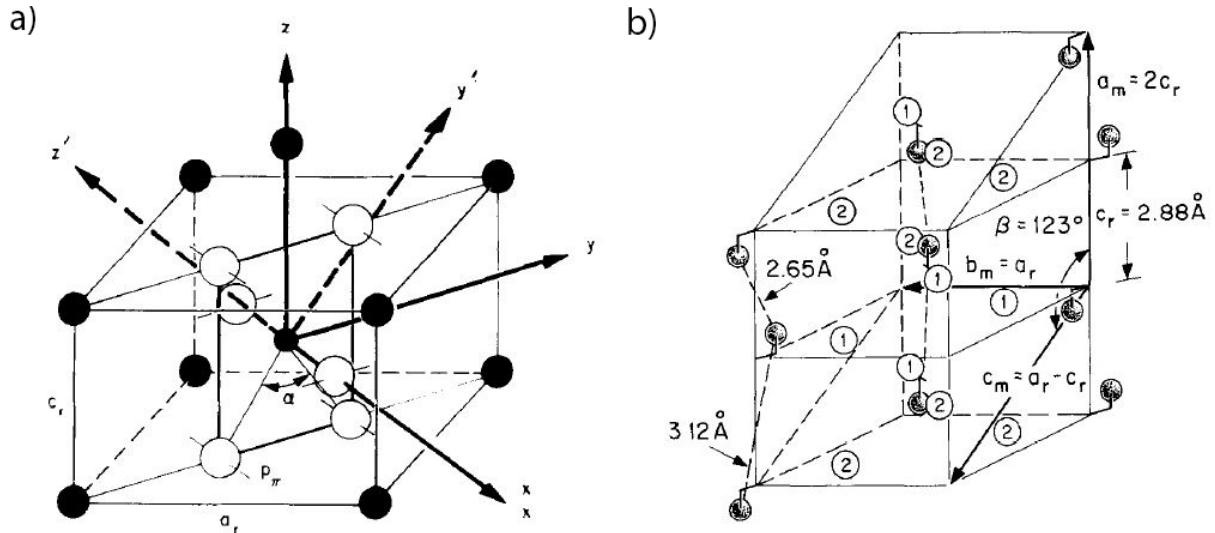 a)
z
y′
z′
y
α
c_r
p_π
a_r
x
x
b)
a_m = 2c_r
1
2
2
2
c_r = 2.88Å
β = 123°
2
2.65Å
1
b_m = a_r
1
1
1
c_m = a_r - c_r
2
3.12Å
2
2